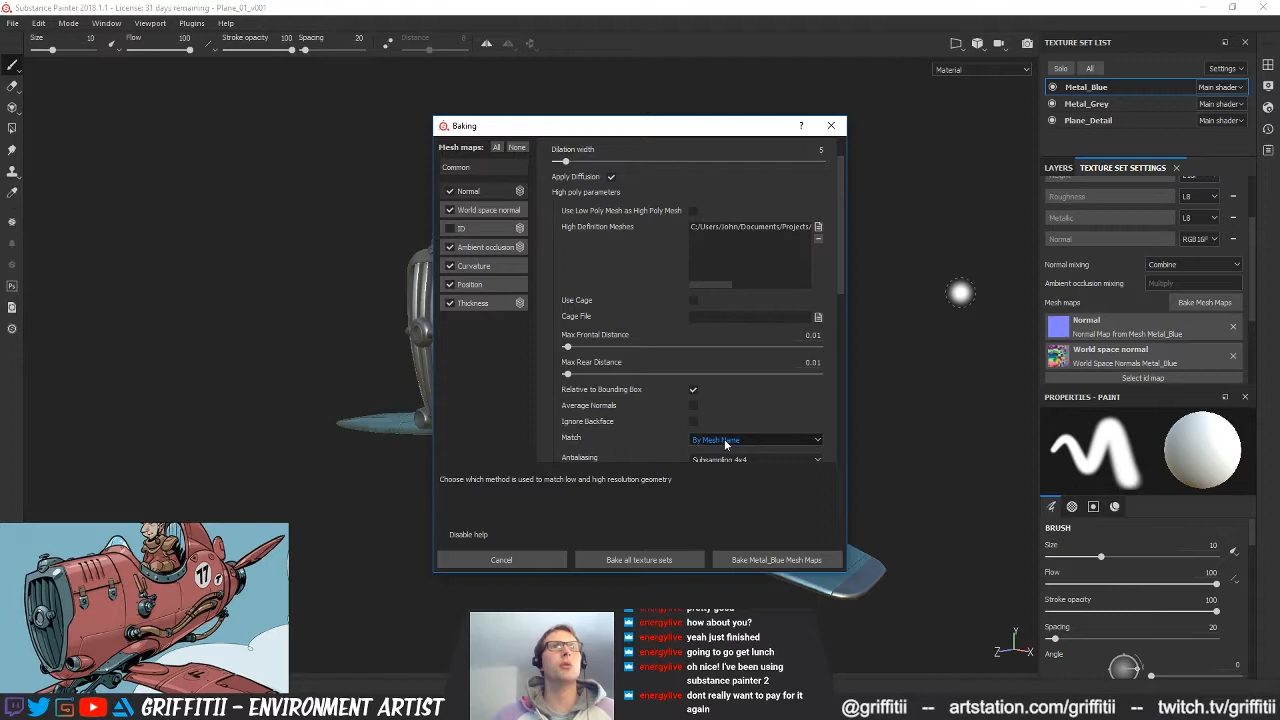 Substance Painter 2018.1.1 - License: 31 days remaining - Plane_01_v001
File Edit Mode Window Viewport Plugins Help
Size 10 Flow 100 Stroke opacity 100 Spacing 20 Distance 8
Material
TEXTURE SET LIST
Solo All Settings
Metal_Blue Main shader
Metal_Grey Main shader
Plane_Detail Main shader
LAYERS TEXTURE SET SETTINGS
Roughness L8
Metallic L8
Normal RGB16F
Normal mixing Combine
Ambient occlusion mixing Multiply
Mesh maps Bake Mesh Maps
Normal
Normal Map from Mesh Metal_Blue
World space normal
World Space Normals Metal_Blue
Select id map
PROPERTIES - PAINT
BRUSH
Size 10
Flow 100
Stroke opacity 100
Spacing 20
Angle 0
Baking ?
Mesh maps: All None
Common
Normal
World space normal
ID
Ambient occlusion
Curvature
Position
Thickness
Dilation width 5
Apply Diffusion
High poly parameters
Use Low Poly Mesh as High Poly Mesh
High Definition Meshes C:/Users/John/Documents/Projects/
Use Cage
Cage File
Max Frontal Distance 0.01
Max Rear Distance 0.01
Relative to Bounding Box
Average Normals
Ignore Backface
Match By Mesh Name
Antialiasing Subsampling 4x4
Choose which method is used to match low and high resolution geometry
Disable help
Cancel Bake all texture sets Bake Metal_Blue Mesh Maps
Ps
Y
Z X
17
energylive: pretty good
energylive: how about you?
energylive: yeah just finished
energylive: going to go get lunch
energylive: oh nice! I've been using
substance painter 2
energylive: dont really want to pay for it
again
GRIFFITII - ENVIRONMENT ARTIST
@griffitii -- artstation.com/griffitii -- twitch.tv/griffitii